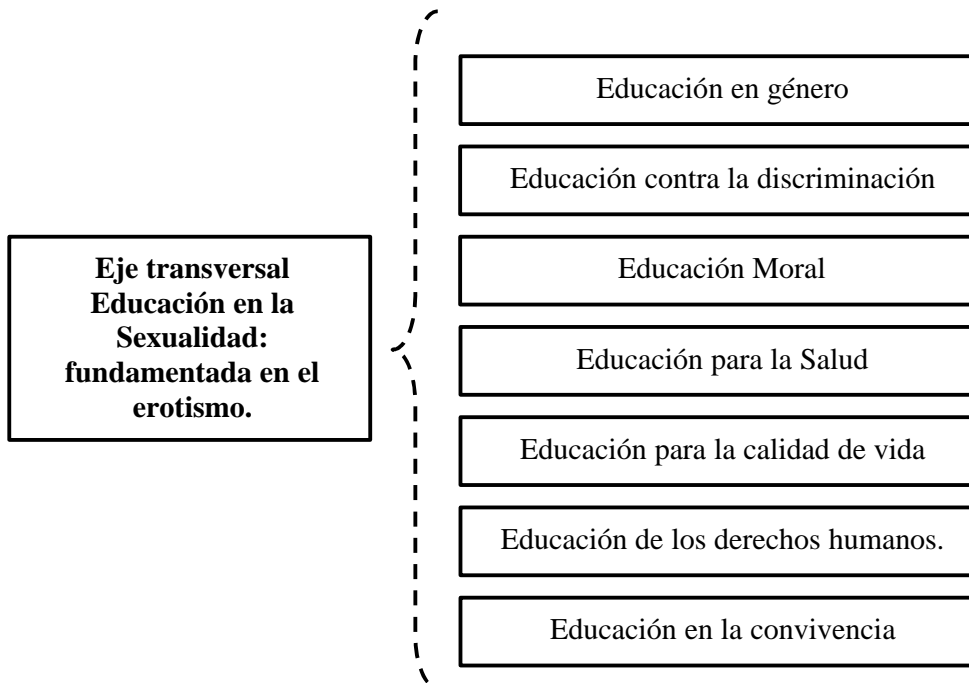 Eje transversal
Educación en la
Sexualidad:
fundamentada en el
erotismo.
Educación en género
Educación contra la discriminación
Educación Moral
Educación para la Salud
Educación para la calidad de vida
Educación de los derechos humanos.
Educación en la convivencia